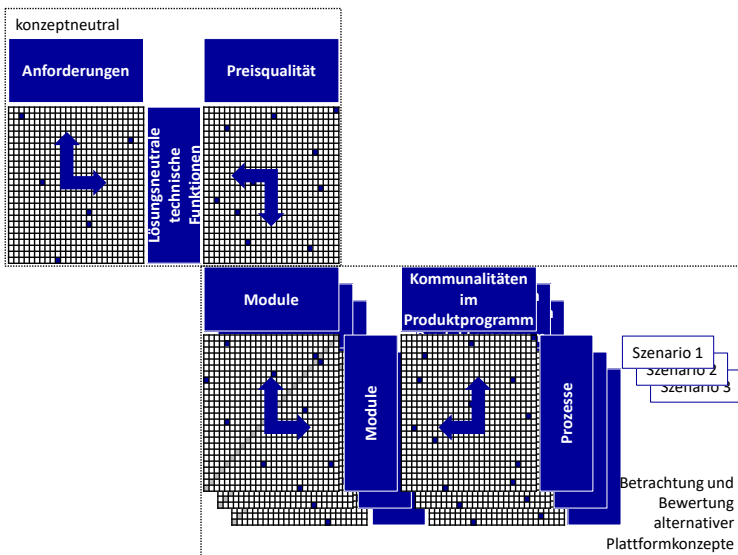 konzeptneutral
Anforderungen
Preisqualität
Lösungsneutrale
technische
Funktionen
Module
Kommunalitäten
im
Produktprogramm
Module
Prozesse
Szenario 1
Szenario 2
Szenario 3
Betrachtung und
Bewertung
alternativer
Plattformkonzepte